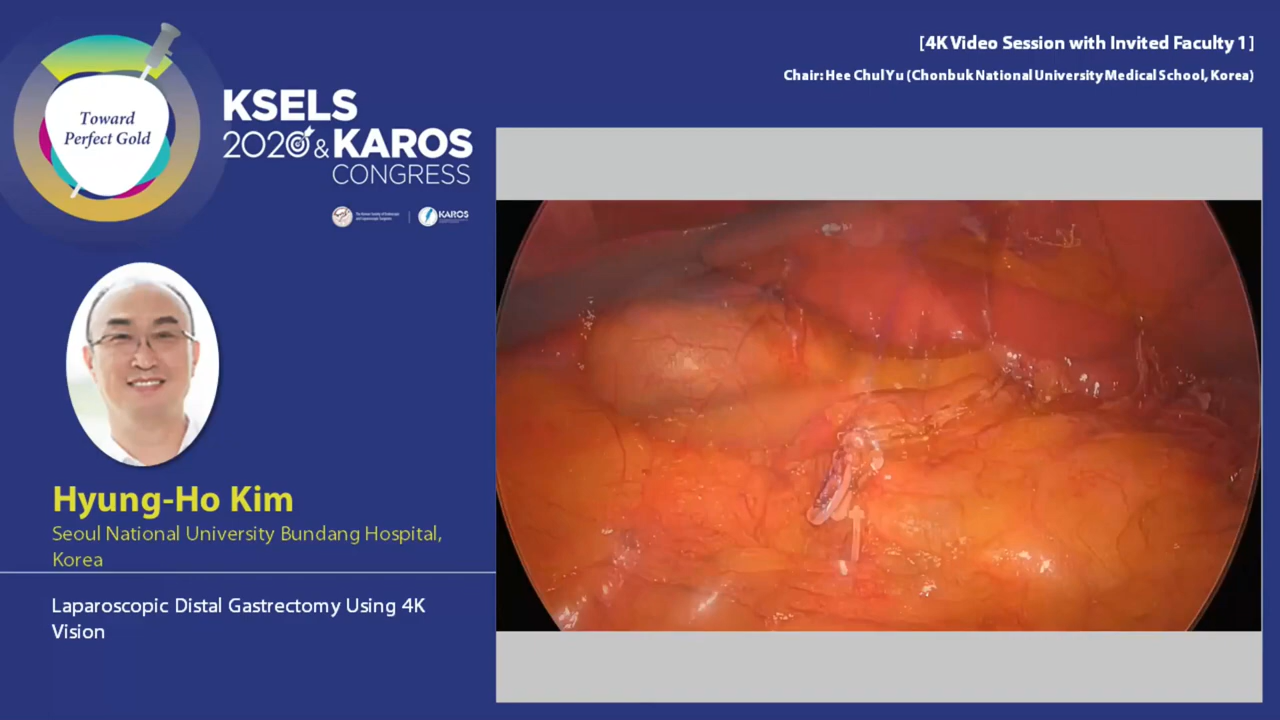 [4K Video Session with Invited Faculty 1]
Chair: Hee Chul Yu (Chonbuk National University Medical School, Korea)
Toward
Perfect Gold
KSELS
2020 & KAROS
CONGRESS
KAROS
Hyung-Ho Kim
Seoul National University Bundang Hospital,
Korea
Laparoscopic Distal Gastrectomy Using 4K
Vision